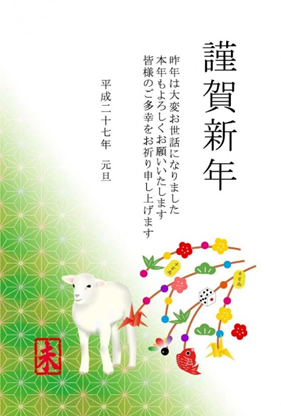 謹賀新年
昨年は大変お世話になりました
本年もよろしくお願いいたします
皆様のご多幸をお祈り申し上げます
平成二十七年 元旦
未